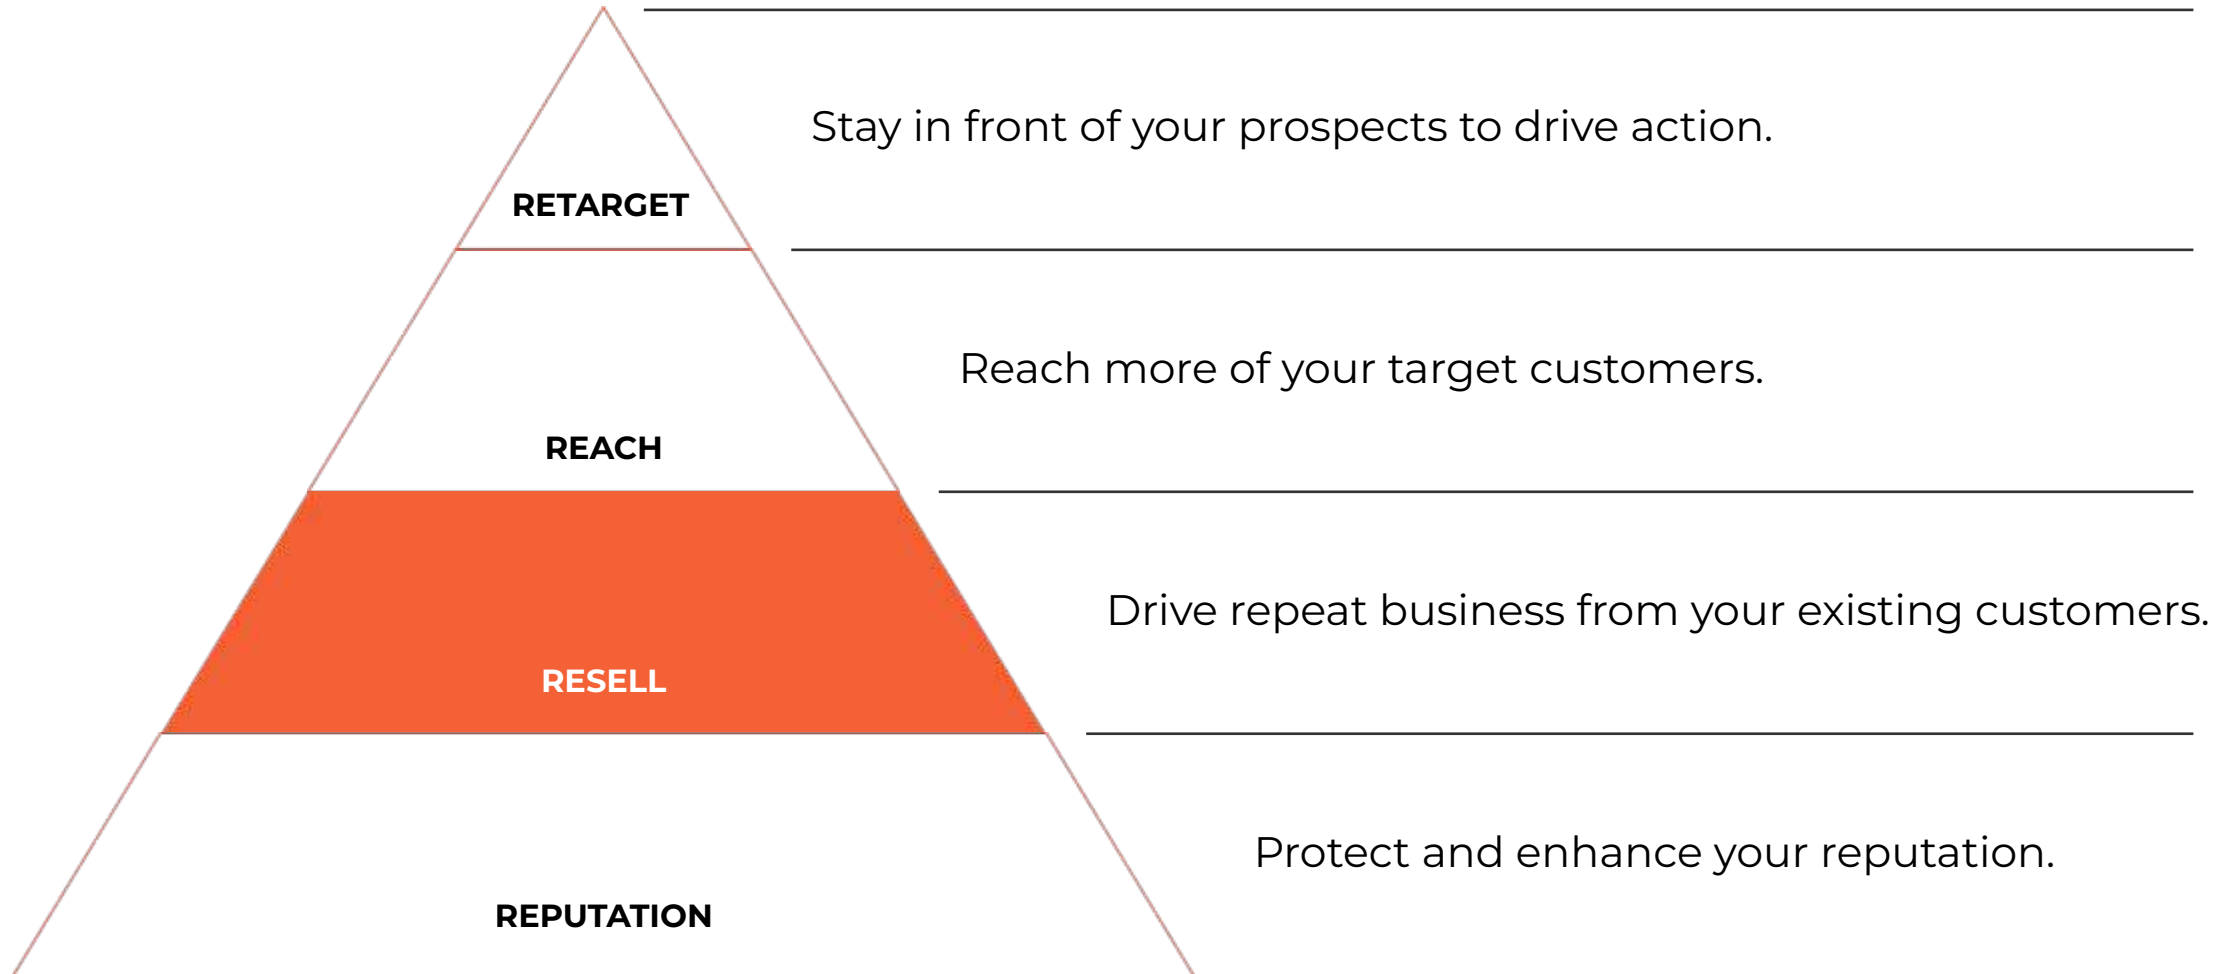 Stay in front of your prospects to drive action.
RETARGET
Reach more of your target customers.
REACH
Drive repeat business from your existing customers.
RESELL
Protect and enhance your reputation.
REPUTATION